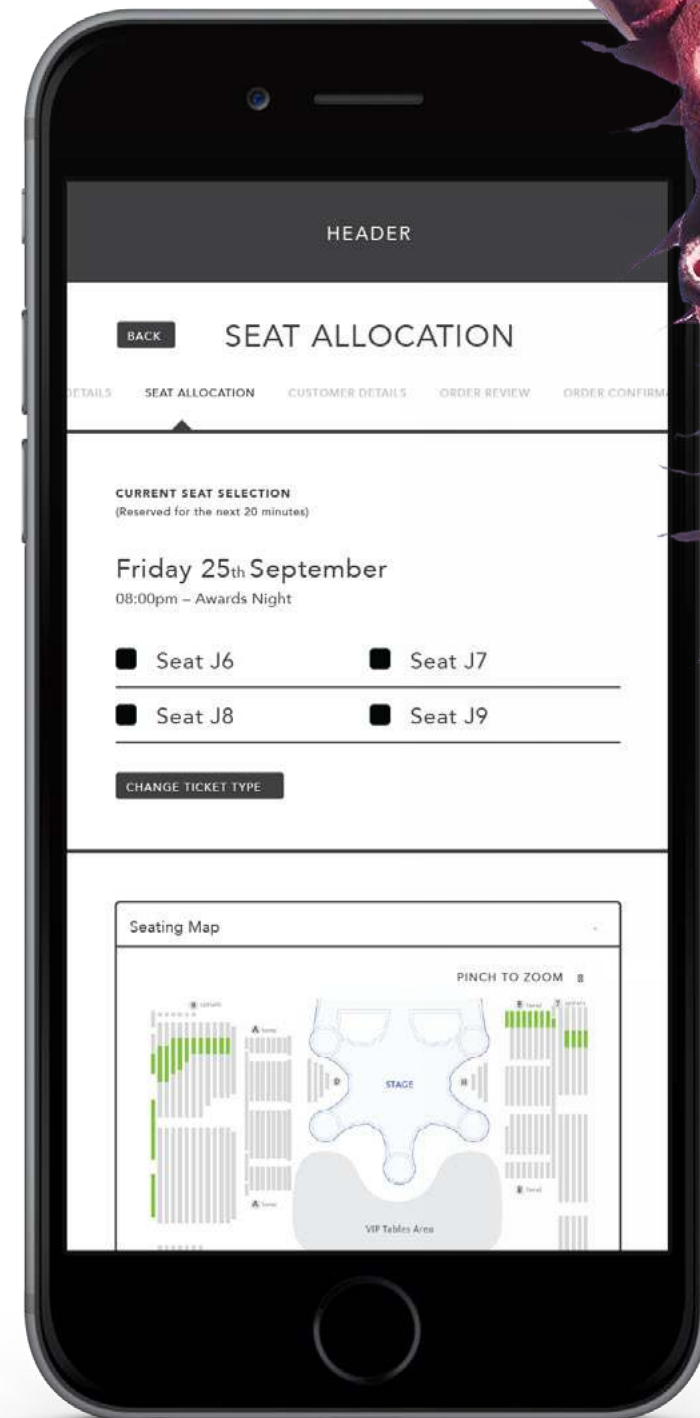 HEADER
BACK SEAT ALLOCATION
DETAILS SEAT ALLOCATION CUSTOMER DETAILS ORDER REVIEW ORDER CONFIRMA
CURRENT SEAT SELECTION
(Reserved for the next 20 minutes)
Friday 25th September
08:00pm – Awards Night
Seat J6 Seat J7
Seat J8 Seat J9
CHANGE TICKET TYPE
Seating Map
PINCH TO ZOOM
A
D STAGE
A
VIP Tables Area